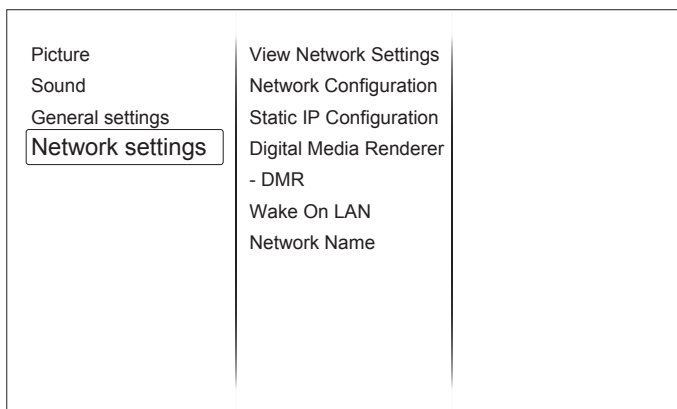 Picture
Sound
General settings
Network settings
View Network Settings
Network Configuration
Static IP Configuration
Digital Media Renderer
- DMR
Wake On LAN
Network Name